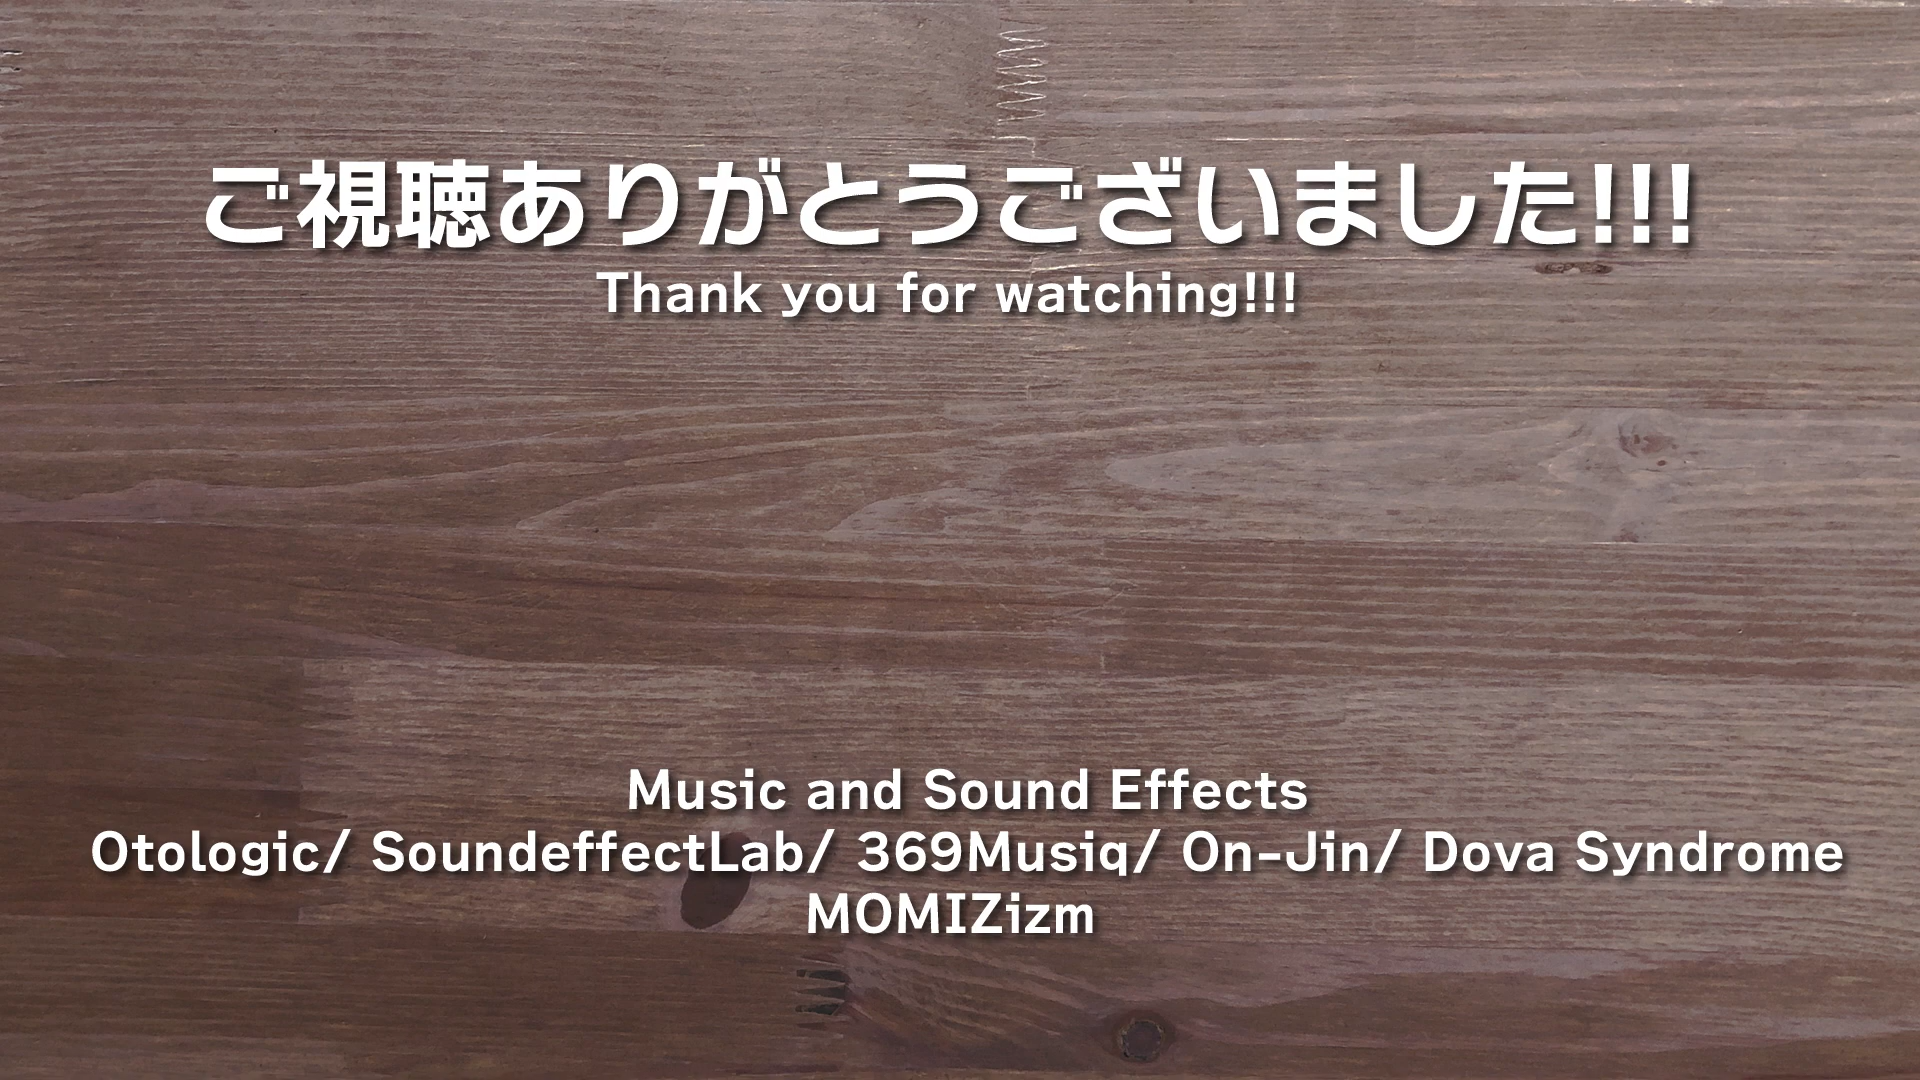 ご視聴ありがとうございました!!!
Thank you for watching!!!
Music and Sound Effects
Otologic/ SoundeffectLab/ 369Musiq/ On-Jin/ Dova Syndrome
MOMIZizm